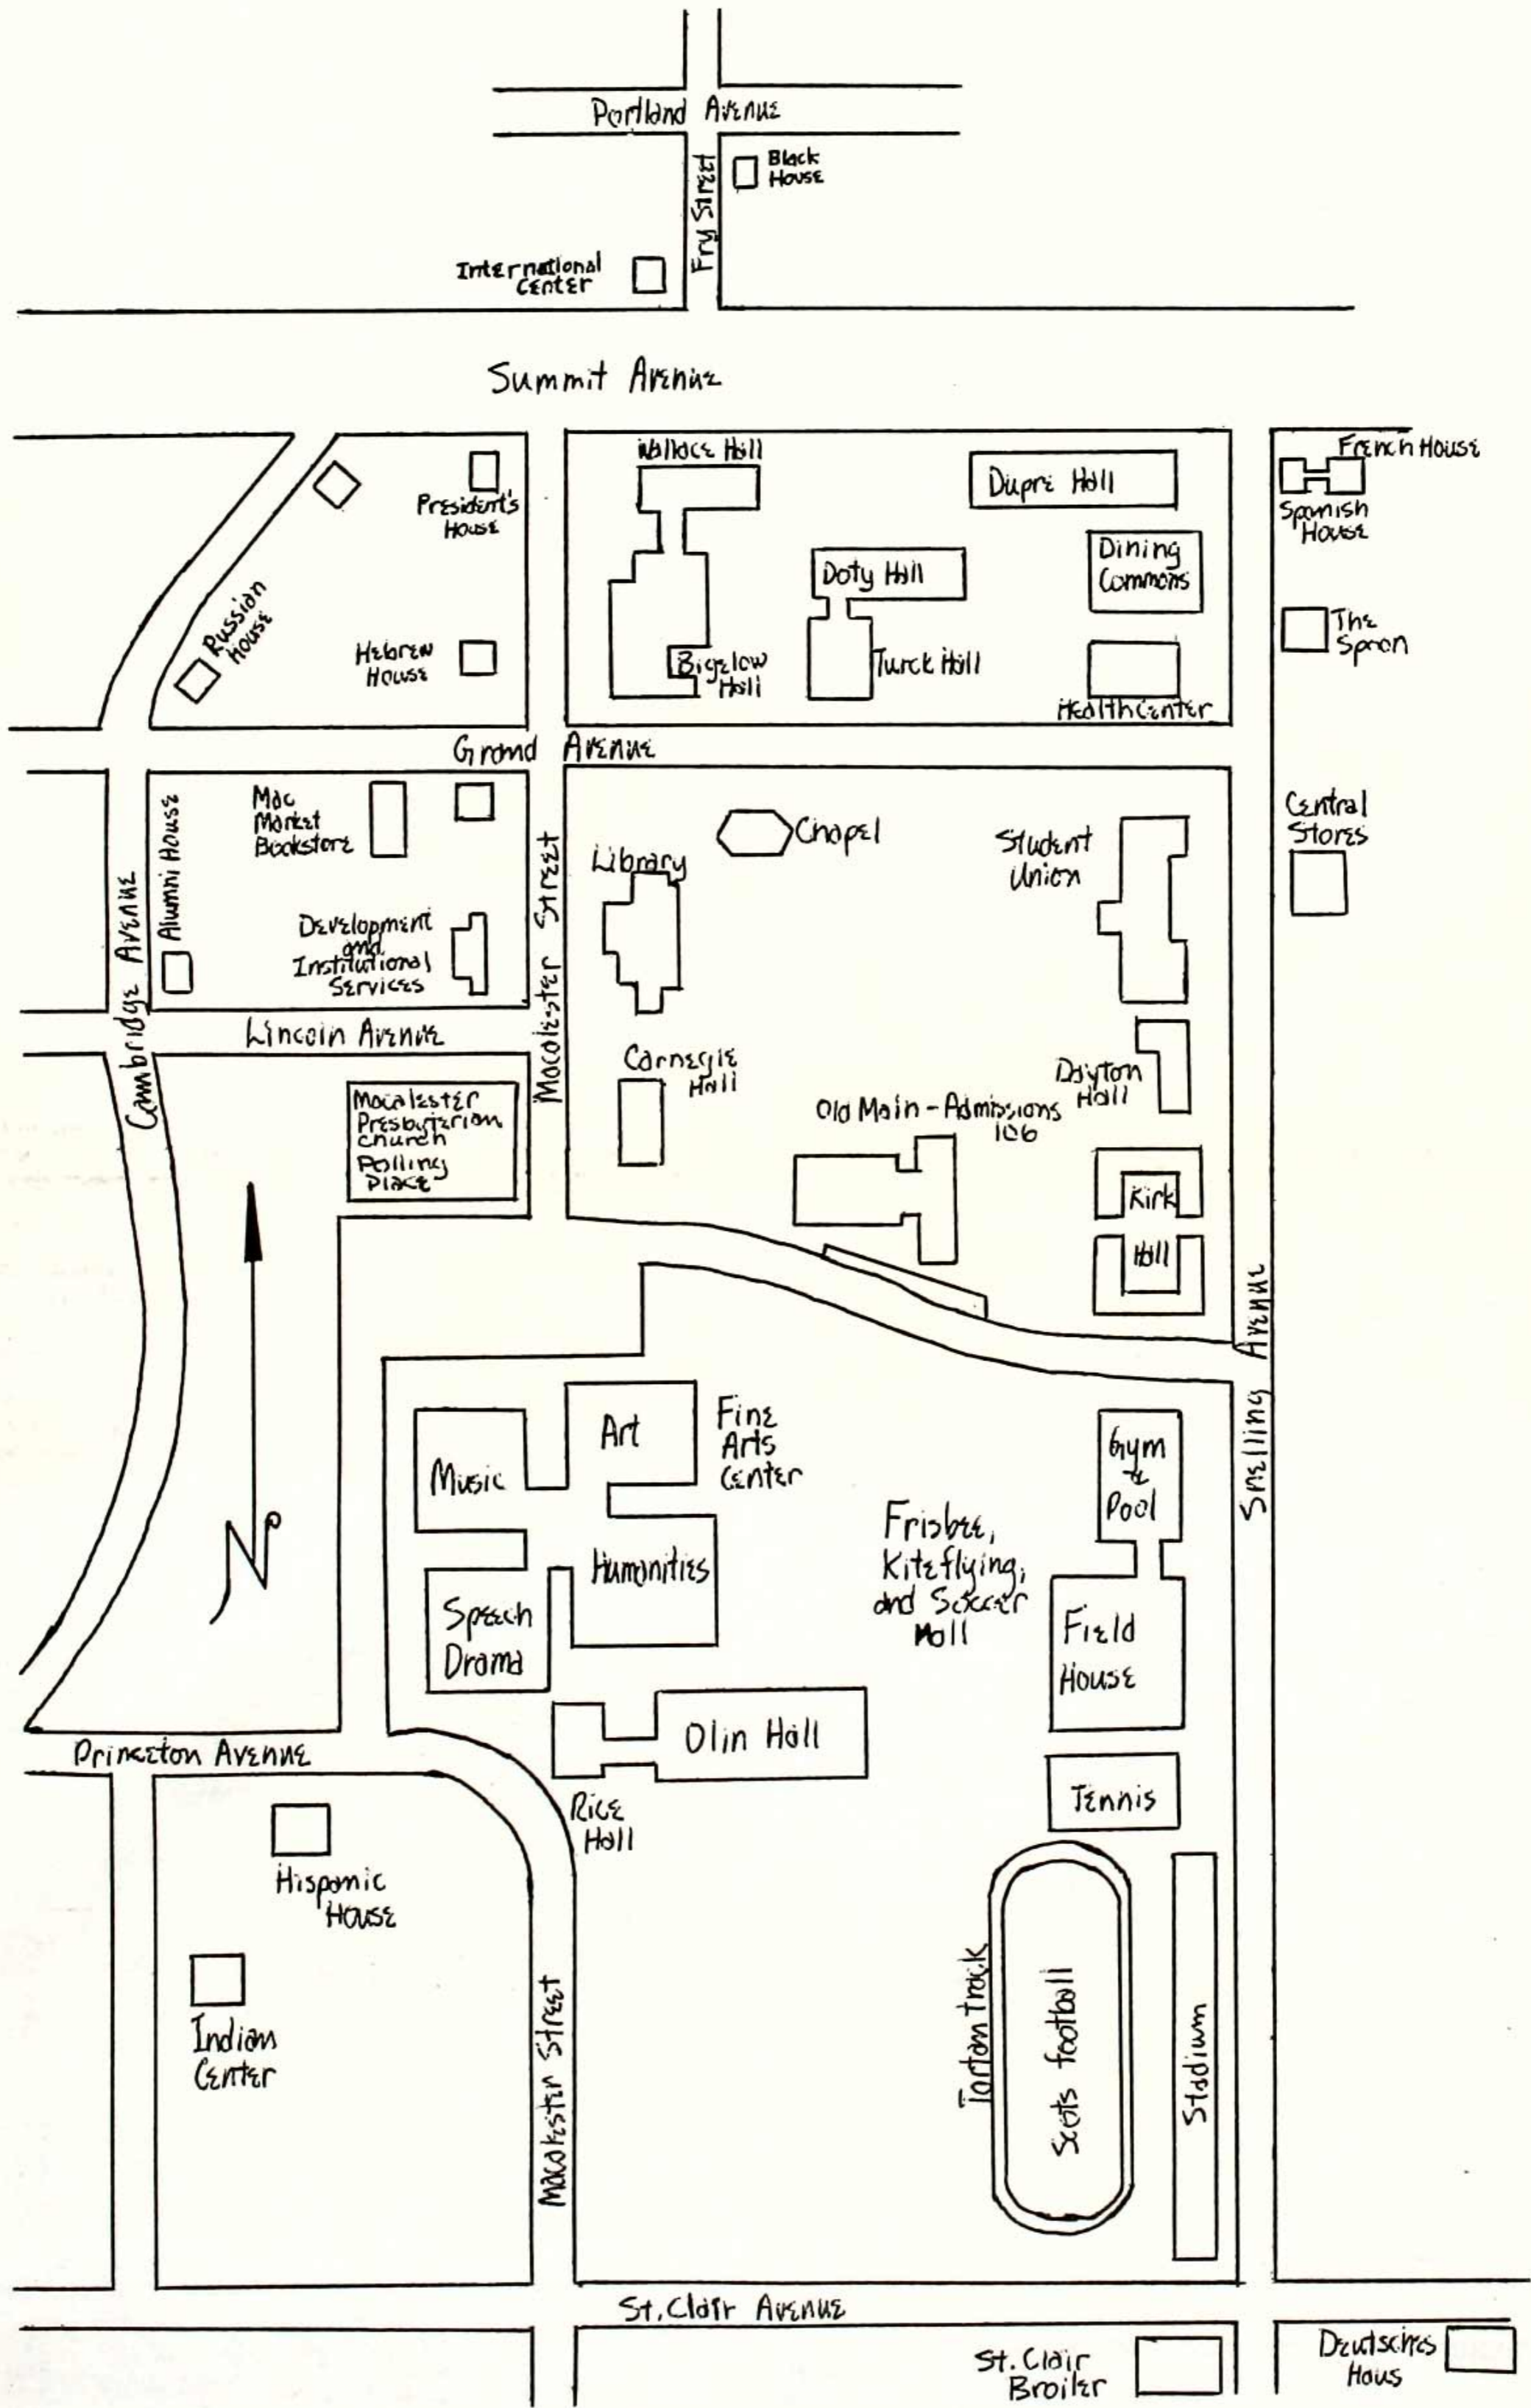 Portland Avenue
Fry Street
Black
House
International
Center
Summit Avenue
Wallace Hall
Dupre Hall
French House
Spanish
House
President's
House
Dining
Commons
Doty Hall
Russian
House
The
Spoon
Hebrew
House
Bigelow
Hall
Turck Hall
Health Center
Grand Avenue
Mac
Market
Bookstore
Alumni House
Chapel
Student
Union
Central
Stores
Library
Cambridge Avenue
Macalester Street
Development
and
Institutional
Services
Lincoln Avenue
Carnegie
Hall
Dayton
Hall
Macalester
Presbyterian
Church
Polling
Place
Old Main - Admissions
106
Kirk
Hall
Snelling Avenue
N
Music
Art
Fine
Arts
Center
Gym
&
Pool
Frisbee,
Kiteflying,
and Soccer
Mall
Humanities
Speech
Drama
Field
House
Olin Hall
Princeton Avenue
Rice
Hall
Tennis
Hispanic
House
Indian
Center
Macalester Street
Tartan track
Scots football
Stadium
St. Clair Avenue
St. Clair
Broiler
Deutsches
Haus